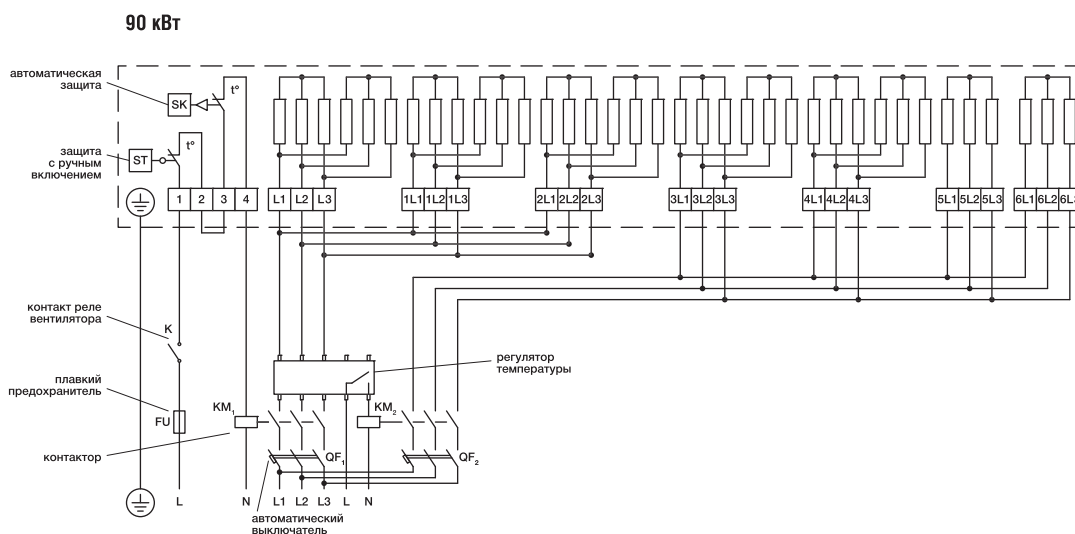 90 кВт
автоматическая
защита
SK
t°
защита
с ручным
включением
ST
t°
1 2 3 4 L1 L2 L3 1L1 1L2 1L3 2L1 2L2 2L3 3L1 3L2 3L3 4L1 4L2 4L3 5L1 5L2 5L3 6L1 6L2 6L3
контакт реле
вентилятора
K
регулятор
температуры
плавкий
предохранитель
FU
KM1
KM2
контактор
QF1
QF2
L N L1 L2 L3 L N
автоматический
выключатель